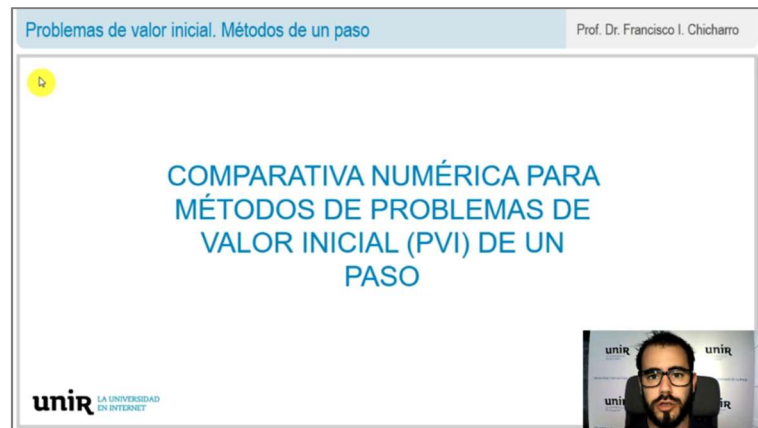 Problemas de valor inicial. Métodos de un paso
Prof. Dr. Francisco I. Chicharro
COMPARATIVA NUMÉRICA PARA
MÉTODOS DE PROBLEMAS DE
VALOR INICIAL (PVI) DE UN
PASO
unir LA UNIVERSIDAD
EN INTERNET
unir
unir